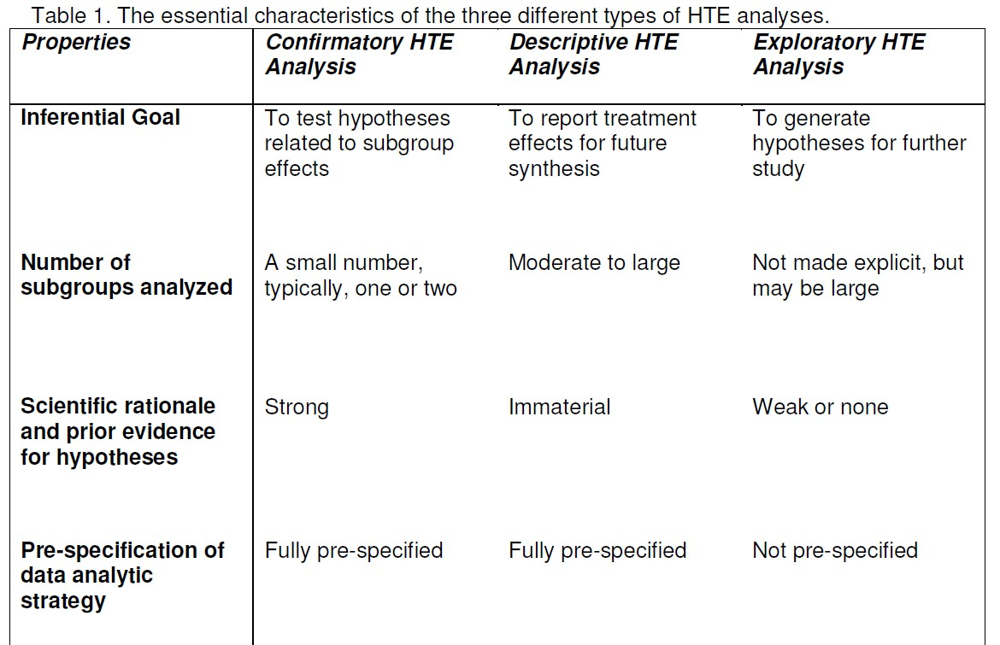 Table 1. The essential characteristics of the three different types of HTE analyses.
Properties
Confirmatory HTE
Analysis
Descriptive HTE
Analysis
Exploratory HTE
Analysis
Inferential Goal
To test hypotheses
related to subgroup
effects
To report treatment
effects for future
synthesis
To generate
hypotheses for further
study
Number of
subgroups analyzed
A small number,
typically, one or two
Moderate to large
Not made explicit, but
may be large
Scientific rationale
and prior evidence
for hypotheses
Strong
Immaterial
Weak or none
Pre-specification of
data analytic
strategy
Fully pre-specified
Fully pre-specified
Not pre-specified